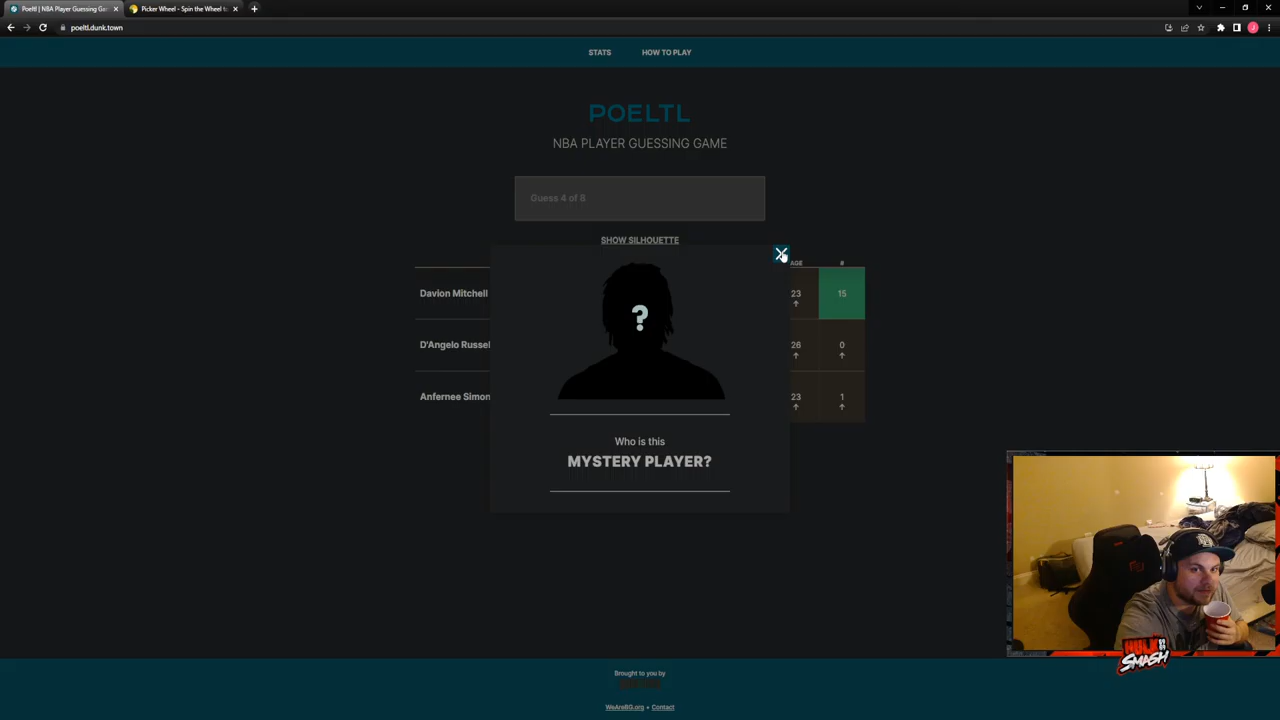 Poeltl | NBA Player Guessing Ga
Picker Wheel - Spin the Wheel t
poeltl.dunk.town
STATS
HOW TO PLAY
POELTL
NBA PLAYER GUESSING GAME
Guess 4 of 8
SHOW SILHOUETTE
AGE #
Davion Mitchell 23 15
D'Angelo Russel 26 0
Anfernee Simon 23 1
?
Who is this
MYSTERY PLAYER?
HULK
SMASH
Brought to you by
WeAreBG.org • Contact